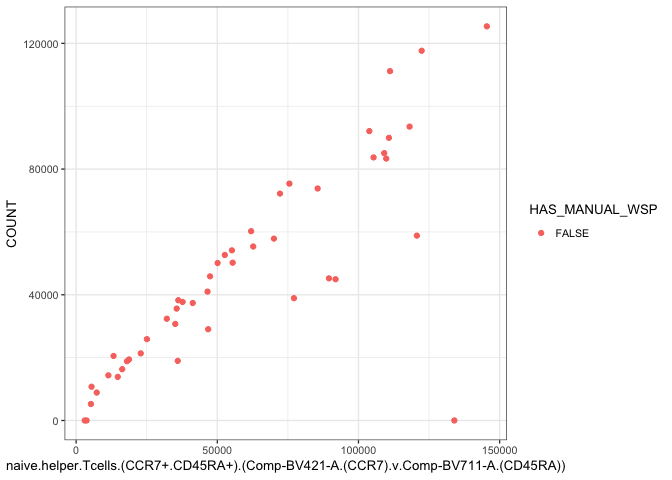 120000
80000
40000
0
COUNT
0
50000
100000
150000
naive.helper.Tcells.(CCR7+.CD45RA+).(Comp-BV421-A.(CCR7).v.Comp-BV711-A.(CD45RA))
HAS_MANUAL_WSP
FALSE